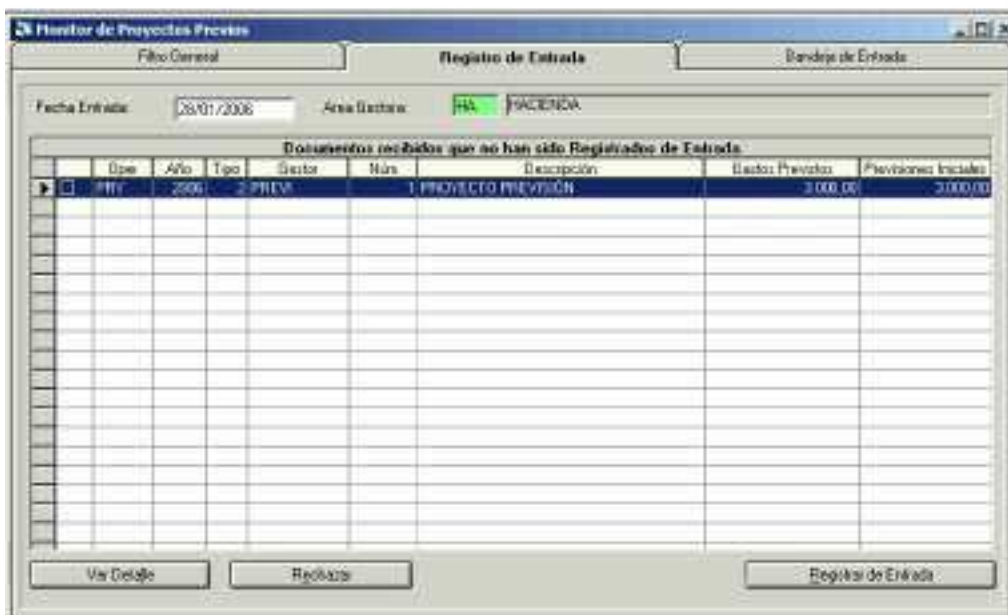 Monitor de Proyectos Previos
Filtro General Registro de Entrada Bandeja de Entrada
Fecha Entrada: 26/01/2006 Area Gestora: HA HACIENDA
Documentos recibidos que no han sido Registrados de Entrada
Oper Año Tipo Gestor Núm Descripción Gastos Previstos Previsiones Iniciales
PRY 2006 2 PREVI 1 PROYECTO PREVISIÓN 3.000,00 3.000,00
Ver Detalle Rechazar Registrar de Entrada